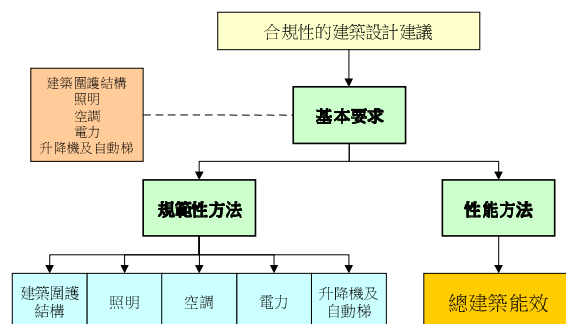 合規性的建築設計建議
建築圍護結構
照明
空調
電力
升降機及自動梯
基本要求
規範性方法
性能方法
建築圍護
結構
照明
空調
電力
升降機及
自動梯
總建築能效